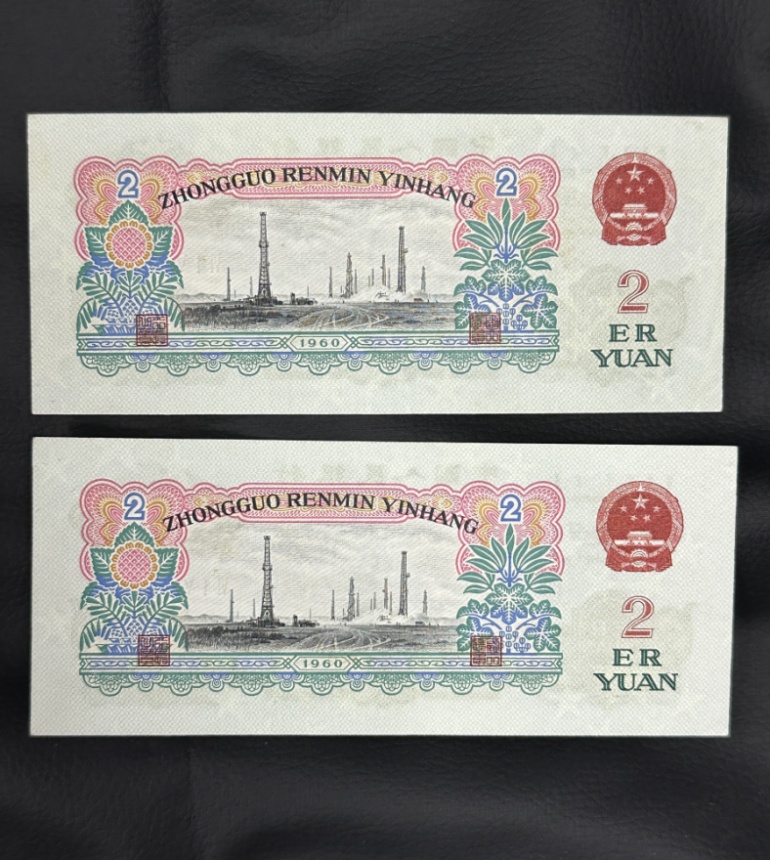 2 ZHONGGUO RENMIN YINHANG 2
2
ER
YUAN
1960
2 ZHONGGUO RENMIN YINHANG 2
2
ER
YUAN
1960